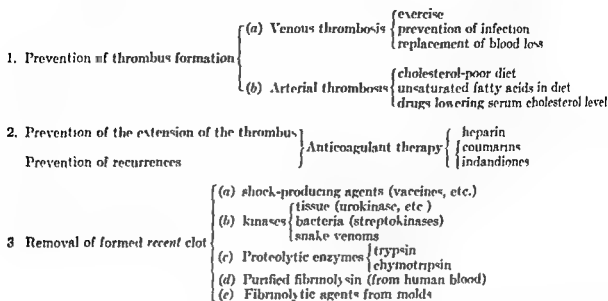 exercise
(a) Venous thrombosis prevention of infection
replacement of blood loss
1. Prevention of thrombus formation
cholesterol-poor diet
(b) Arterial thrombosis unsaturated fatty acids in diet
drugs lowering serum cholesterol level
2. Prevention of the extension of the thrombus heparin
Anticoagulant therapy coumarins
Prevention of recurrences indandiones
(a) shock-producing agents (vaccines, etc.)
tissue (urokinase, etc )
(b) kinases bacteria (streptokinases)
snake venoms
3 Removal of formed recent clot
(c) Proteolytic enzymes trypsin
chymotripsin
(d) Purified fibrinolysin (from human blood)
(e) Fibrinolytic agents from molds